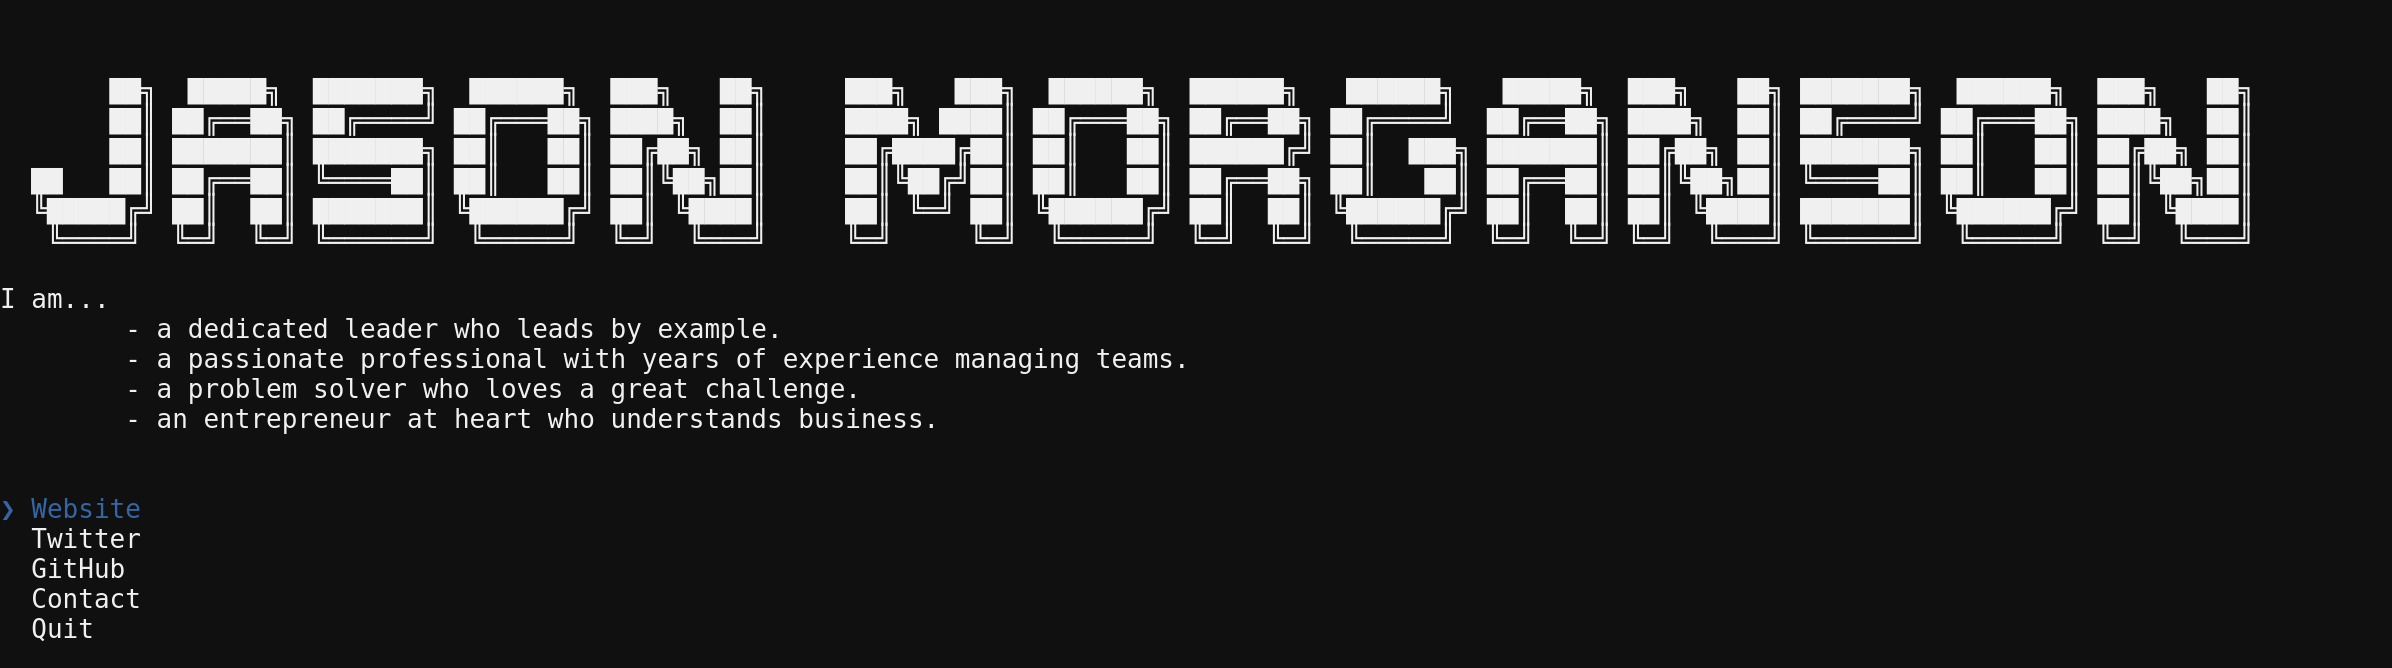 JASON MORGANSON
I am...
- a dedicated leader who leads by example.
- a passionate professional with years of experience managing teams.
- a problem solver who loves a great challenge.
- an entrepreneur at heart who understands business.
❯ Website
Twitter
GitHub
Contact
Quit